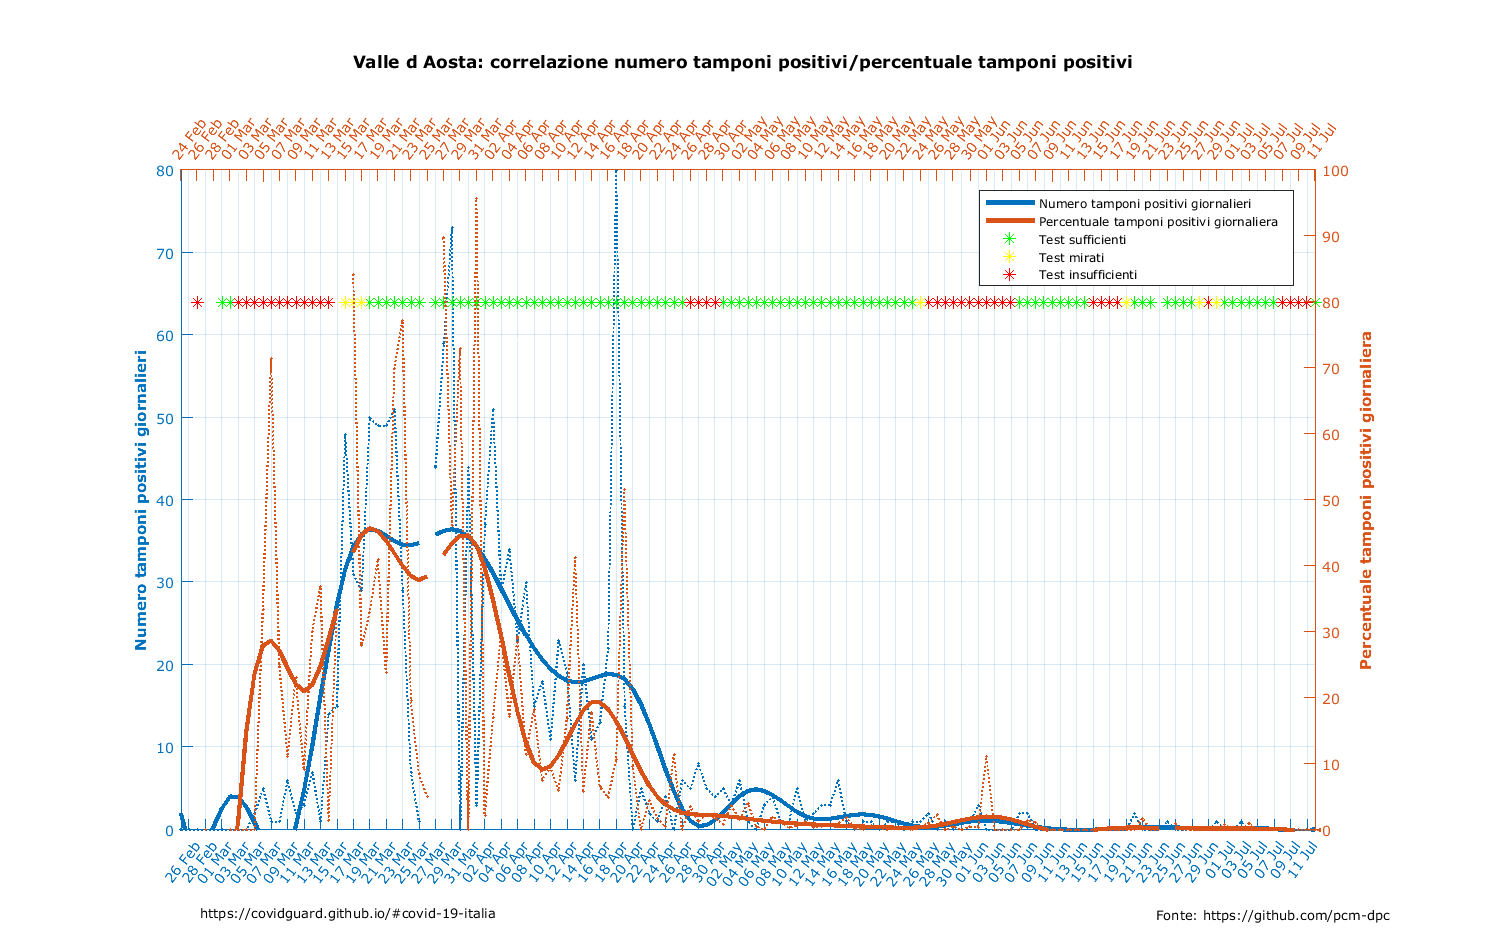 Valle d Aosta: correlazione numero tamponi positivi/percentuale tamponi positivi
24 Feb 26 Feb 28 Feb 01 Mar 03 Mar 05 Mar 07 Mar 09 Mar 11 Mar 13 Mar 15 Mar 17 Mar 19 Mar 21 Mar 23 Mar 25 Mar 27 Mar 29 Mar 31 Mar 02 Apr 04 Apr 06 Apr 08 Apr 10 Apr 12 Apr 14 Apr 16 Apr 18 Apr 20 Apr 22 Apr 24 Apr 26 Apr 28 Apr 30 Apr 02 May 04 May 06 May 08 May 10 May 12 May 14 May 16 May 18 May 20 May 22 May 24 May 26 May 28 May 30 May 01 Jun 03 Jun 05 Jun 07 Jun 09 Jun 11 Jun 13 Jun 15 Jun 17 Jun 19 Jun 21 Jun 23 Jun 25 Jun 27 Jun 29 Jun 01 Jul 03 Jul 05 Jul 07 Jul 09 Jul 11 Jul
Numero tamponi positivi giornalieri
80
70
60
50
40
30
20
10
0
Numero tamponi positivi giornalieri
Percentuale tamponi positivi giornaliera
Test sufficienti
Test mirati
Test insufficienti
100
90
80
70
60
50
40
30
20
10
0
Percentuale tamponi positivi giornaliera
26 Feb 28 Feb 01 Mar 03 Mar 05 Mar 07 Mar 09 Mar 11 Mar 13 Mar 15 Mar 17 Mar 19 Mar 21 Mar 23 Mar 25 Mar 27 Mar 29 Mar 31 Mar 02 Apr 04 Apr 06 Apr 08 Apr 10 Apr 12 Apr 14 Apr 16 Apr 18 Apr 20 Apr 22 Apr 24 Apr 26 Apr 28 Apr 30 Apr 02 May 04 May 06 May 08 May 10 May 12 May 14 May 16 May 18 May 20 May 22 May 24 May 26 May 28 May 30 May 01 Jun 03 Jun 05 Jun 07 Jun 09 Jun 11 Jun 13 Jun 15 Jun 17 Jun 19 Jun 21 Jun 23 Jun 25 Jun 27 Jun 29 Jun 01 Jul 03 Jul 05 Jul 07 Jul 09 Jul 11 Jul
https://covidguard.github.io/#covid-19-italia
Fonte: https://github.com/pcm-dpc